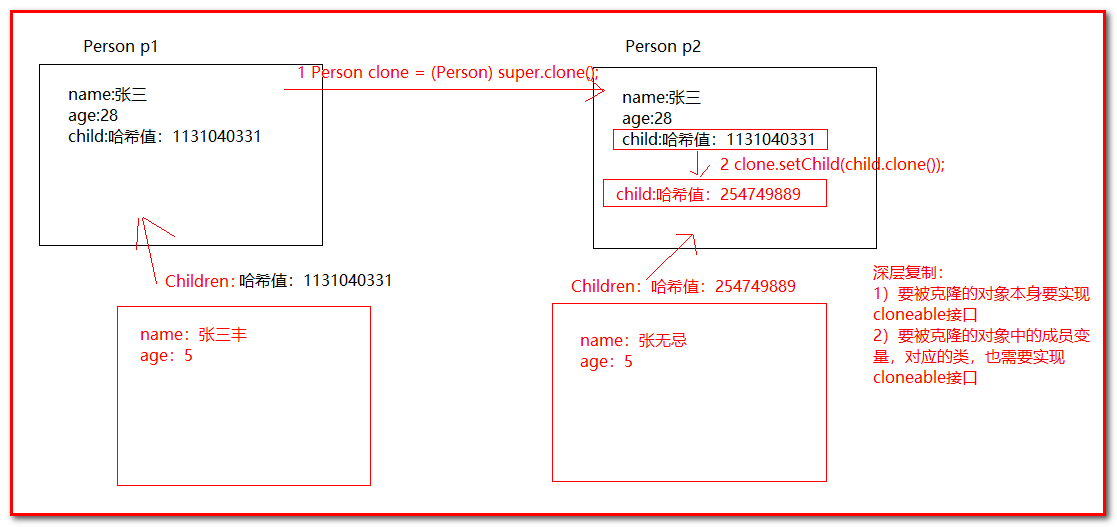 Person p1
Person p2
1 Person clone = (Person) super.clone();
name:张三
age:28
child:哈希值：1131040331
name:张三
age:28
child:哈希值：1131040331
2 clone.setChild(child.clone());
child:哈希值：254749889
Children：哈希值：1131040331
Children：哈希值：254749889
name：张三丰
age：5
name：张无忌
age：5
深层复制：
1）要被克隆的对象本身要实现
cloneable接口
2）要被克隆的对象中的成员变
量，对应的类，也需要实现
cloneable接口